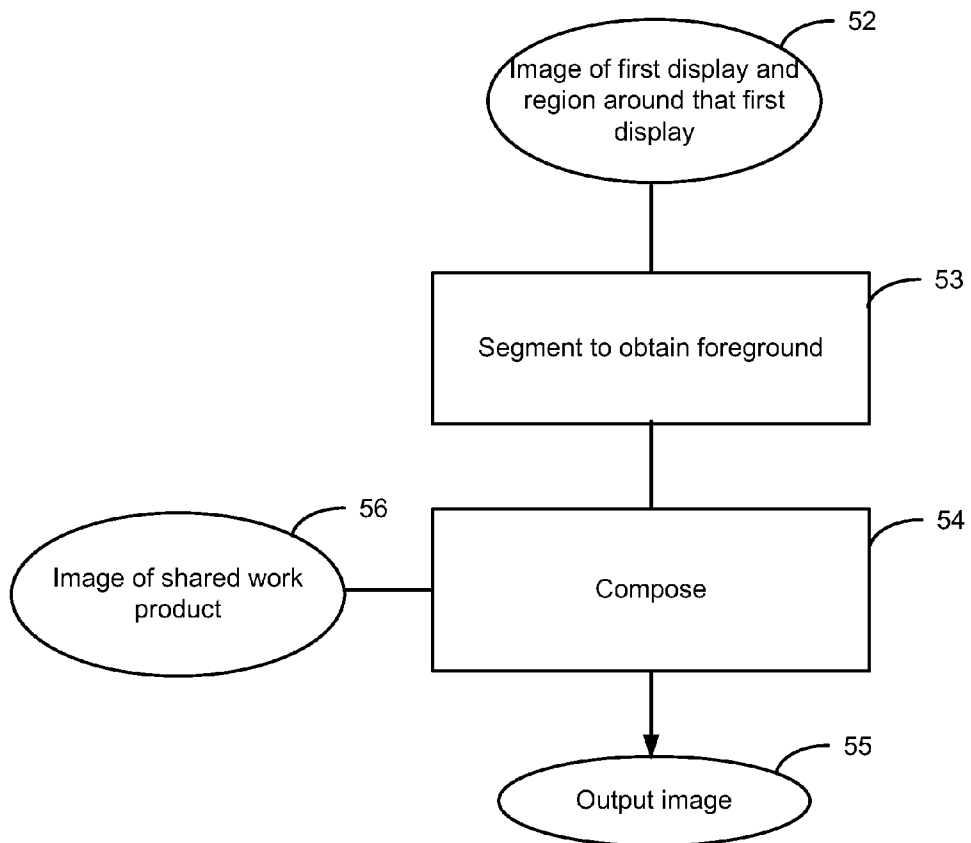 52
Image of first display and
region around that first
display
53
Segment to obtain foreground
56
Image of shared work
product
54
Compose
55
Output image